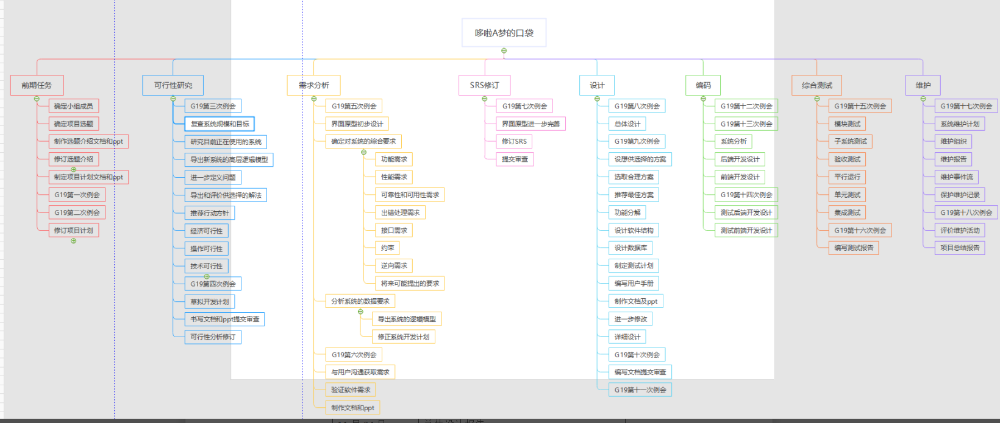 哆啦A梦的口袋
前期任务
确定小组成员
确定项目选题
制作选题介绍文档和ppt
修订选题介绍
制定项目计划文档和ppt
G19第一次例会
G19第二次例会
修订项目计划
可行性研究
G19第三次例会
复查系统规模和目标
研究目前正在使用的系统
导出新系统的高层逻辑模型
进一步定义问题
导出和评价供选择的解法
推荐行动方针
经济可行性
操作可行性
技术可行性
G19第四次例会
草拟开发计划
书写文档和ppt提交审查
可行性分析修订
需求分析
G19第五次例会
界面原型初步设计
确定对系统的综合要求
功能需求
性能需求
可靠性和可用性需求
出错处理需求
接口需求
约束
逆向需求
将来可能提出的要求
分析系统的数据要求
导出系统的逻辑模型
修正系统开发计划
G19第六次例会
与用户沟通获取需求
验证软件需求
制作文档和ppt
SRS修订
G19第七次例会
界面原型进一步完善
修订SRS
提交审查
设计
G19第八次例会
总体设计
G19第九次例会
设想供选择的方案
选取合理方案
推荐最佳方案
功能分解
设计软件结构
设计数据库
制定测试计划
编写用户手册
制作文档及ppt
进一步修改
详细设计
G19第十次例会
编写文档提交审查
G19第十一次例会
编码
G19第十二次例会
G19第十三次例会
系统分析
后端开发设计
前端开发设计
G19第十四次例会
测试后端开发设计
测试前端开发设计
综合测试
G19第十五次例会
模块测试
子系统测试
验收测试
平行运行
单元测试
集成测试
G19第十六次例会
编写测试报告
维护
G19第十七次例会
系统维护计划
维护组织
维护报告
维护事件流
保护维护记录
G19第十八次例会
评价维护活动
项目总结报告